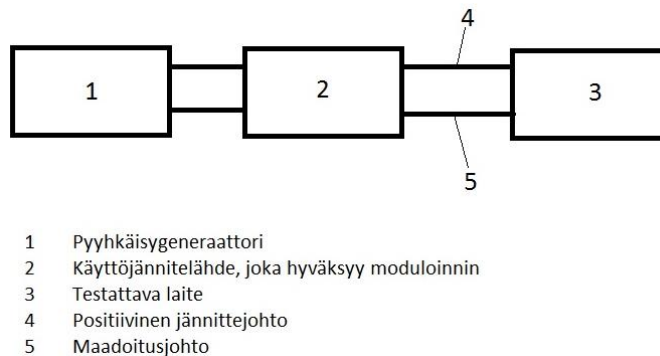 4
1
2
3
5
1 Pyyhkäisygeneraattori
2 Käyttöjännitelähde, joka hyväksyy moduloinnin
3 Testattava laite
4 Positiivinen jännittejohto
5 Maadoitusjohto